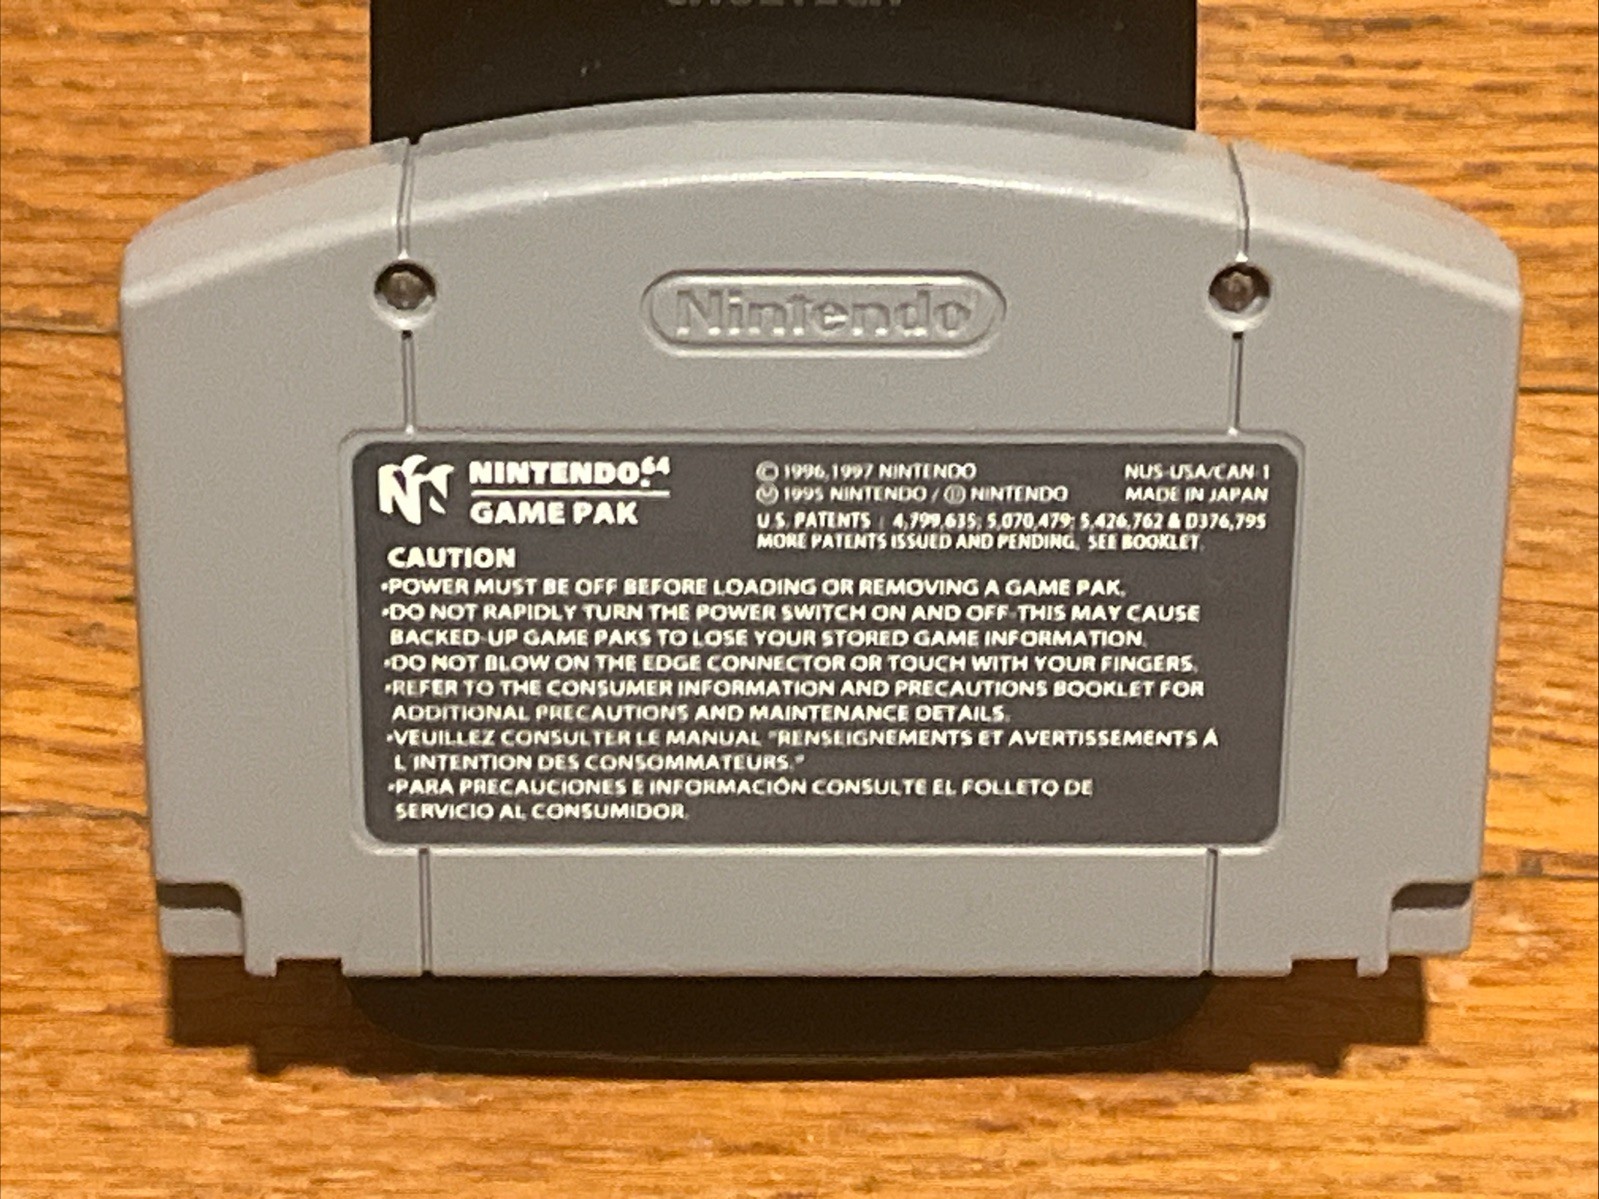 Nintendo
NINTENDO64
GAME PAK
© 1996,1997 NINTENDO
NUS-USA/CAN-1
Ⓜ 1995 NINTENDO / Ⓓ NINTENDO
MADE IN JAPAN
U.S. PATENTS : 4,799,635; 5,070,479; 5,426,762 & D376,795
MORE PATENTS ISSUED AND PENDING. SEE BOOKLET.
CAUTION
•POWER MUST BE OFF BEFORE LOADING OR REMOVING A GAME PAK.
•DO NOT RAPIDLY TURN THE POWER SWITCH ON AND OFF-THIS MAY CAUSE
BACKED-UP GAME PAKS TO LOSE YOUR STORED GAME INFORMATION.
•DO NOT BLOW ON THE EDGE CONNECTOR OR TOUCH WITH YOUR FINGERS.
•REFER TO THE CONSUMER INFORMATION AND PRECAUTIONS BOOKLET FOR
ADDITIONAL PRECAUTIONS AND MAINTENANCE DETAILS.
•VEUILLEZ CONSULTER LE MANUAL "RENSEIGNEMENTS ET AVERTISSEMENTS Á
L'INTENTION DES CONSOMMATEURS."
•PARA PRECAUCIONES E INFORMACIÓN CONSULTE EL FOLLETO DE
SERVICIO AL CONSUMIDOR.